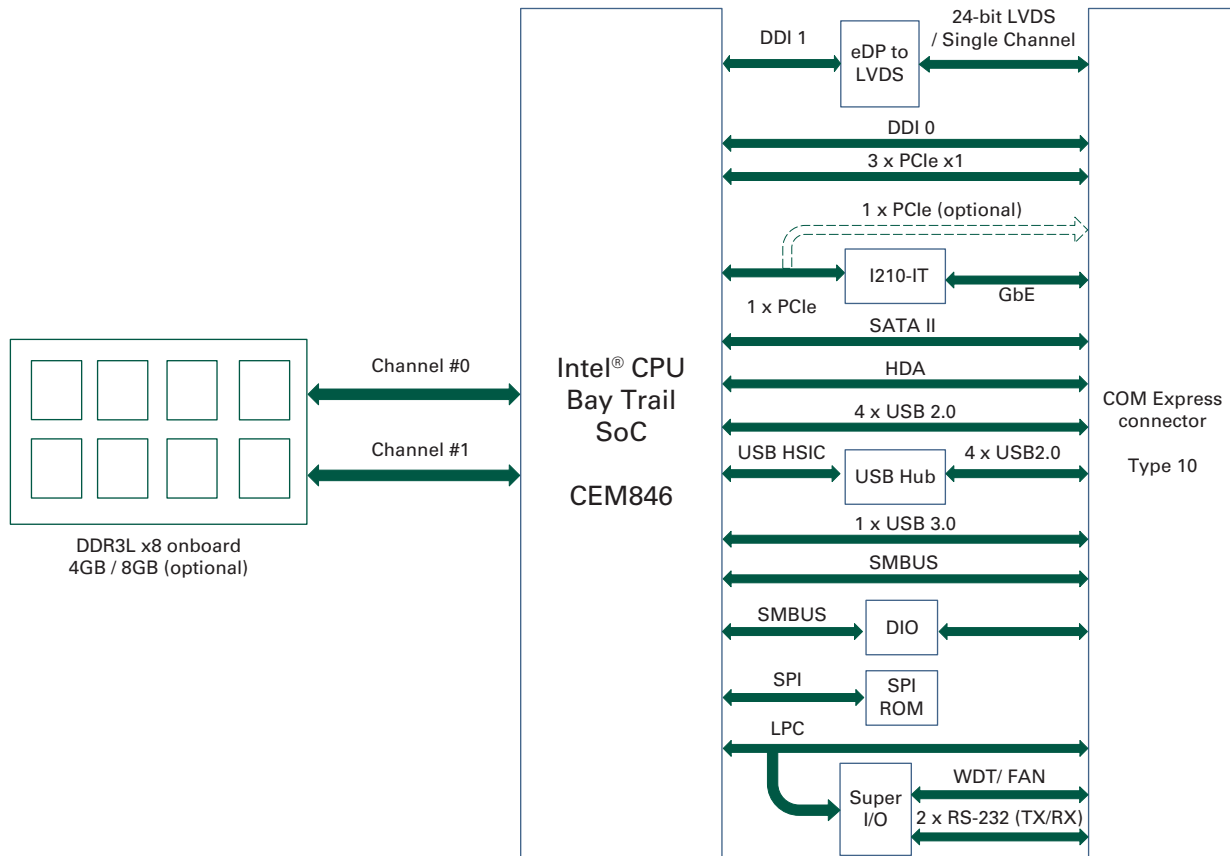 24-bit LVDS
/ Single Channel
DDI 1
eDP to
LVDS
DDI 0
3 x PCIe x1
1 x PCIe (optional)
I210-IT
1 x PCIe
GbE
SATA II
HDA
4 x USB 2.0
USB HSIC
USB Hub
4 x USB2.0
1 x USB 3.0
SMBUS
SMBUS
DIO
SPI
SPI
ROM
LPC
Super
I/O
WDT/ FAN
2 x RS-232 (TX/RX)
Channel #0
Channel #1
DDR3L x8 onboard
4GB / 8GB (optional)
Intel® CPU
Bay Trail
SoC
CEM846
COM Express
connector
Type 10